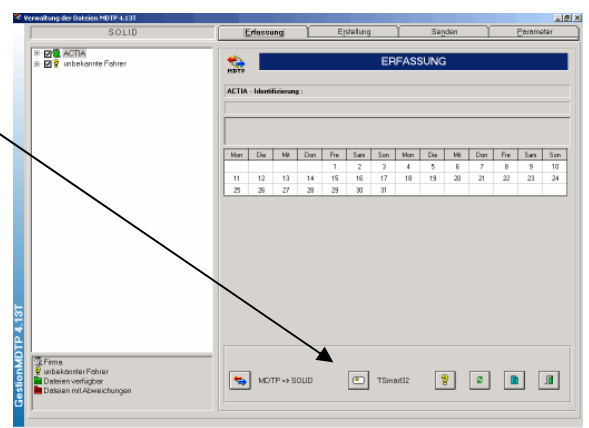 Verwaltung der Dateien MDTP 4.13T
SOLID
Erfassung Erstellung Senden Parameter
ACTIA
unbekannte Fahrer
MDTP
ERFASSUNG
ACTIA - Identifizierung :
Mon Die Mit Don Fre Sam Son Mon Die Mit Don Fre Sam Son
1 2 3 4 5 6 7 8 9 10
11 12 13 14 15 16 17 18 19 20 21 22 23 24
25 26 27 28 29 30 31
GestionMDTP 4.13T
Firma
unbekannter Fahrer
Dateien verfügbar
Dateien mit Abweichungen
MDTP => SOLID TSmart32